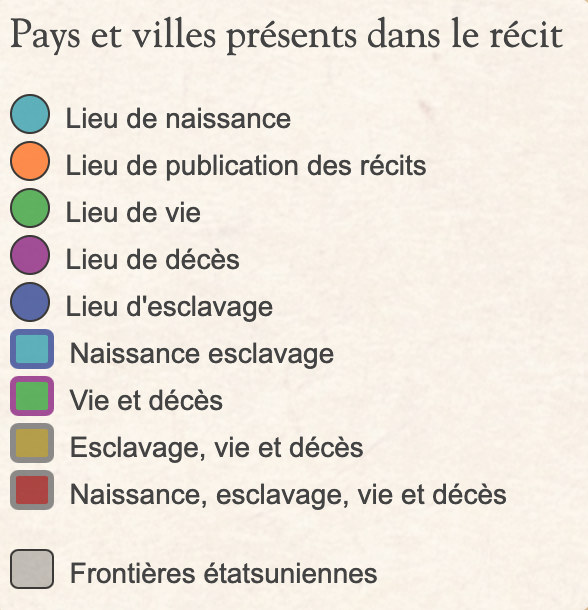 Pays et villes présents dans le récit
Lieu de naissance
Lieu de publication des récits
Lieu de vie
Lieu de décès
Lieu d'esclavage
Naissance esclavage
Vie et décès
Esclavage, vie et décès
Naissance, esclavage, vie et décès
Frontières étatsuniennes